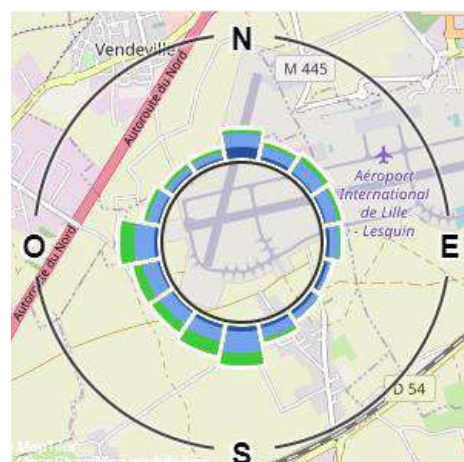 N
Vendeville
M 445
Autoroute du Nord
Aéroport
International
de Lille
- Lesquin
O
E
Autoroute du Nord
D 54
S